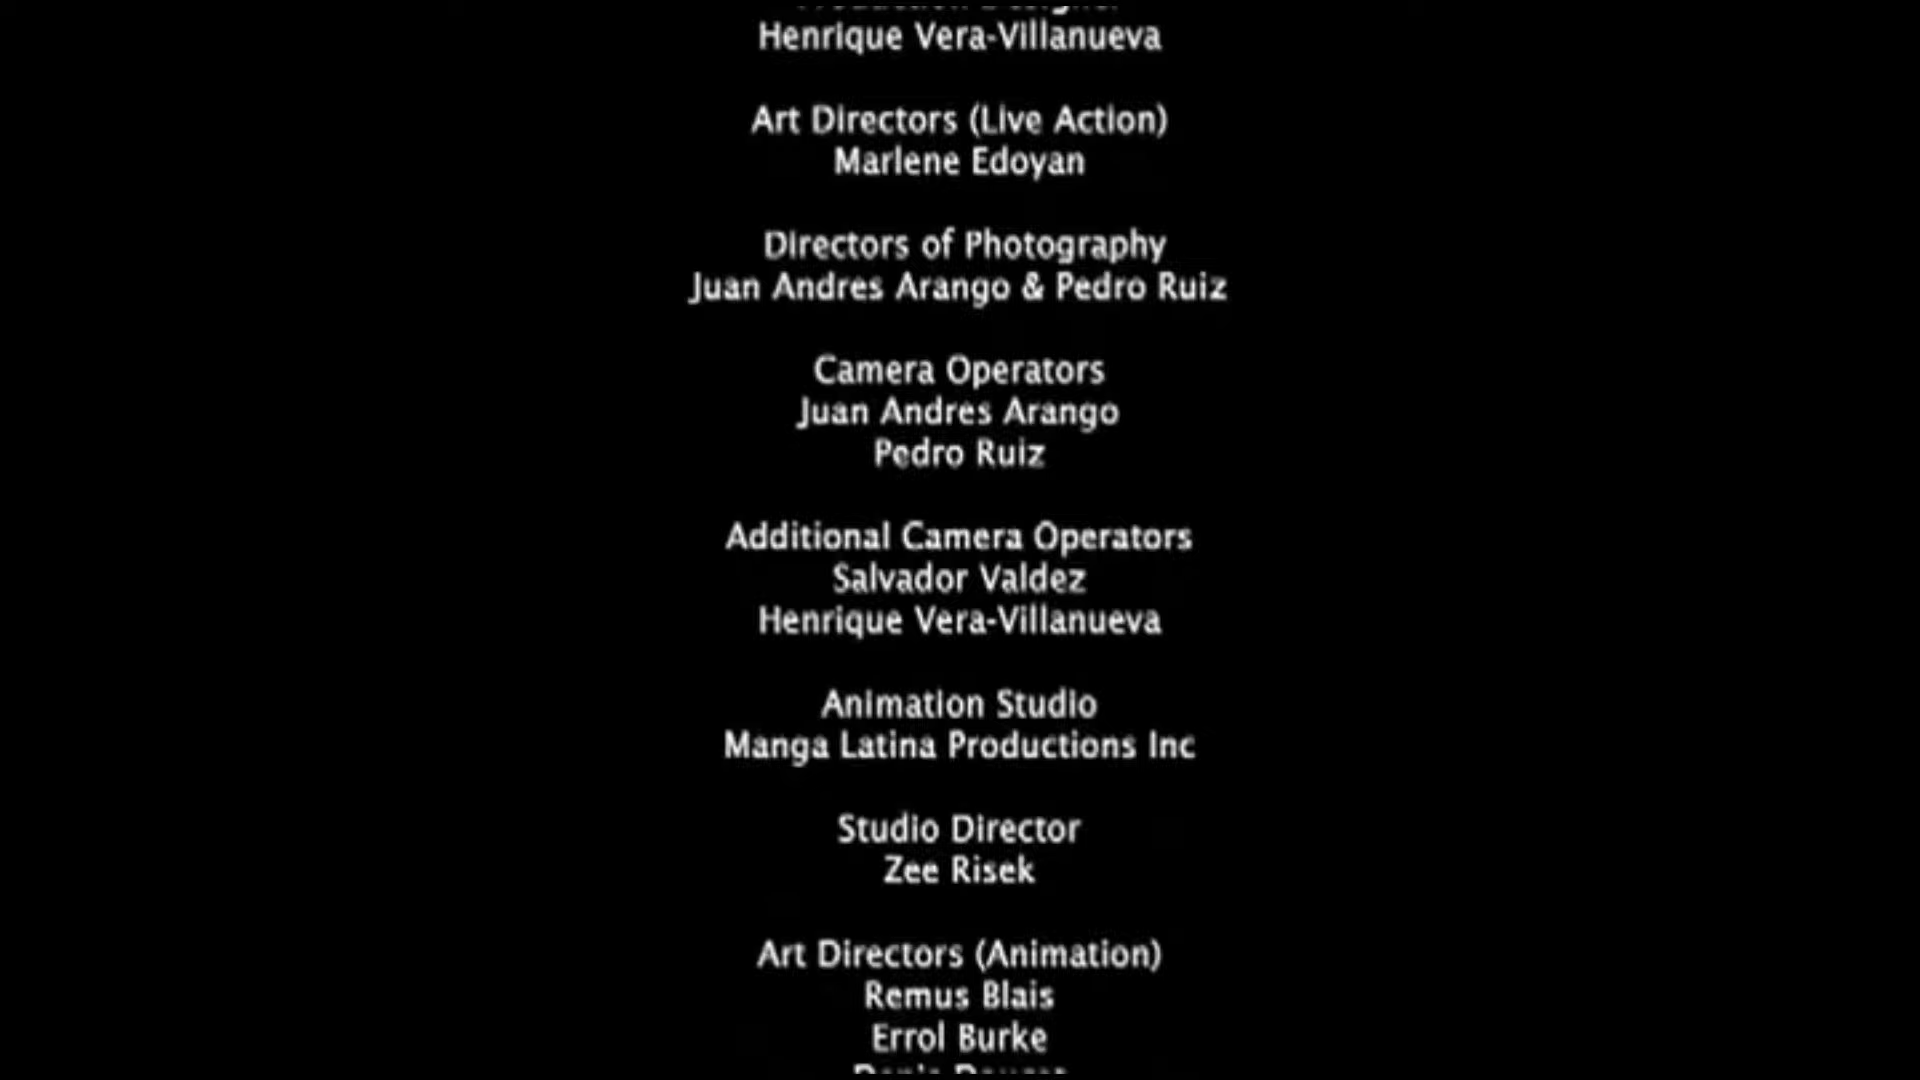 Henrique Vera-Villanueva
Art Directors (Live Action)
Marlene Edoyan
Directors of Photography
Juan Andres Arango & Pedro Ruiz
Camera Operators
Juan Andres Arango
Pedro Ruiz
Additional Camera Operators
Salvador Valdez
Henrique Vera-Villanueva
Animation Studio
Manga Latina Productions Inc
Studio Director
Zee Risek
Art Directors (Animation)
Remus Blais
Errol Burke